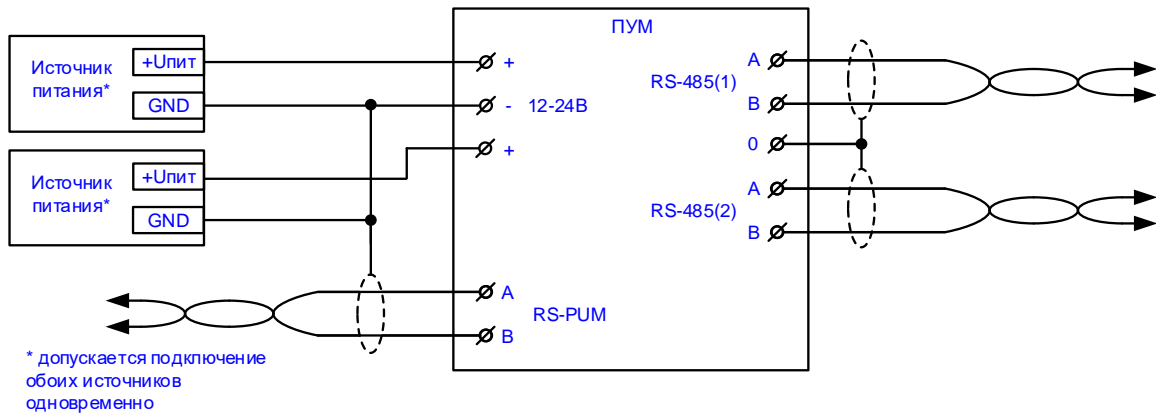 ПУМ
Источник
питания*
+Uпит
GND
+
- 12-24В
+
Источник
питания*
+Uпит
GND
A
RS-485(1)
B
0
A
RS-485(2)
B
A
RS-PUM
B
* допускается подключение
обоих источников
одновременно